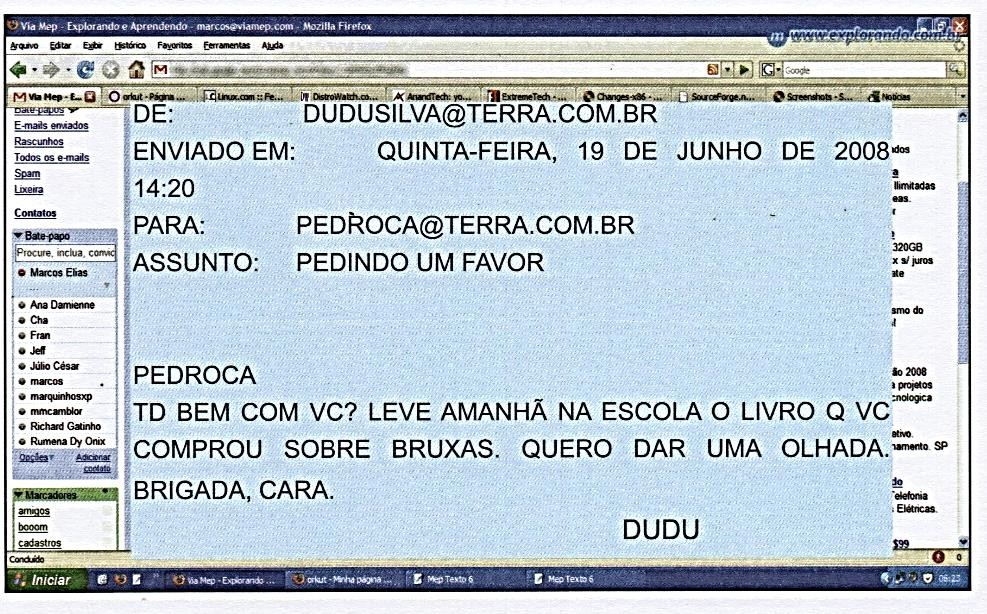 Via Mep - Explorando e Aprendendo - marcos@viamep.com - Mozilla Firefox
www.explorando.com.br
Arquivo Editar Exibir Histórico Favoritos Ferramentas Ajuda
Google
Via Mep - E... orkut - Página ... Linux.com :: Fe... DistroWatch.co... AnandTech: yo... ExtremeTech - ... Changes-x86 - ... SourceForge.n... Screenshots - S... Notícias
Bate-papos
E-mails enviados
Rascunhos
Todos os e-mails
Spam
Lixeira
Contatos
Bate-papo
Procure, inclua, convic
Marcos Elias
Ana Damienne
Cha
Fran
Jeff
Júlio César
marcos
marquinhosxp
mmcamblor
Richard Gatinho
Rumena Dy Onix
Opções Adicionar contato
Marcadores
amigos
booom
cadastros
DE: DUDUSILVA@TERRA.COM.BR
ENVIADO EM: QUINTA-FEIRA, 19 DE JUNHO DE 2008
14:20
PARA: PEDROCA@TERRA.COM.BR
ASSUNTO: PEDINDO UM FAVOR
PEDROCA
TD BEM COM VC? LEVE AMANHÃ NA ESCOLA O LIVRO Q VC
COMPROU SOBRE BRUXAS. QUERO DAR UMA OLHADA.
BRIGADA, CARA.
DUDU
ados
llimitadas
eas.
320GB
x s/ juros
ate
smo do
ão 2008
a projetos
cnologica
ativo.
namento. SP
do
elefonia
Elétricas.
$99
Concluído
0
Iniciar Via Mep - Explorando ... orkut - Minha página ... Mep Texto 6 Mep Texto 6 06:23